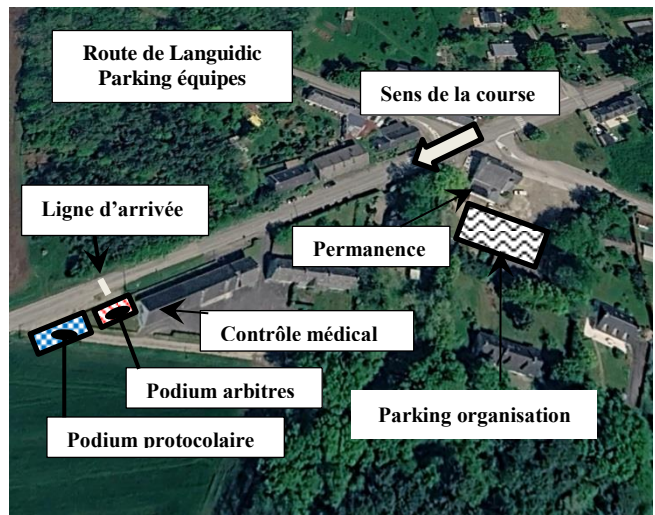 Route de Languidic
Parking équipes
Sens de la course
Ligne d'arrivée
Permanence
Contrôle médical
Podium arbitres
Parking organisation
Podium protocolaire